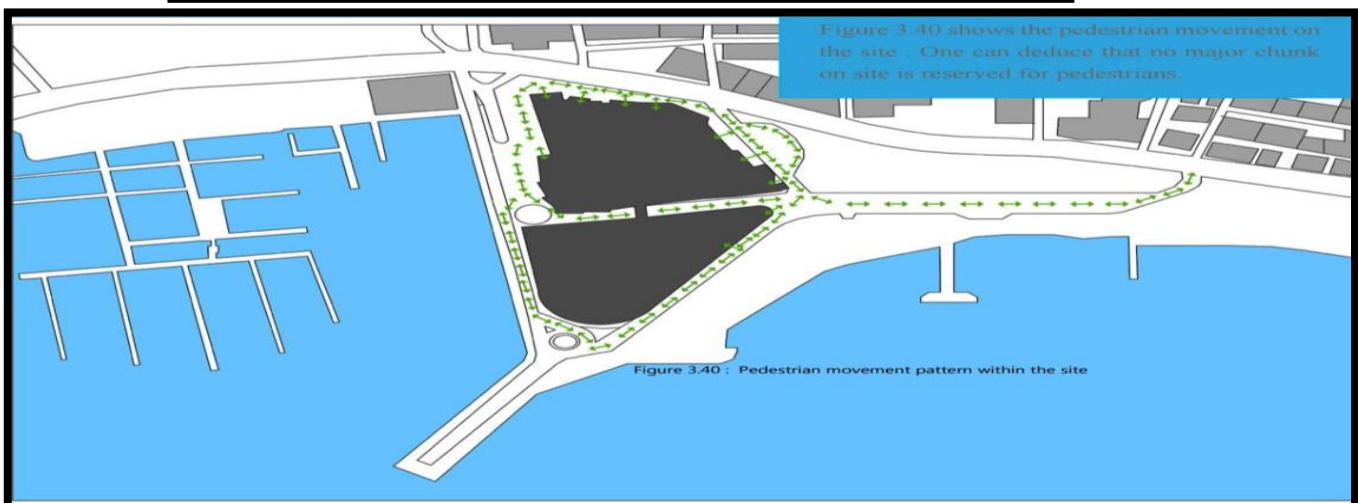 Figure 3.40 shows the pedestrian movement on
the site . One can deduce that no major chunk
on site is reserved for pedestrians.
Figure 3.40 : Pedestrian movement pattern within the site